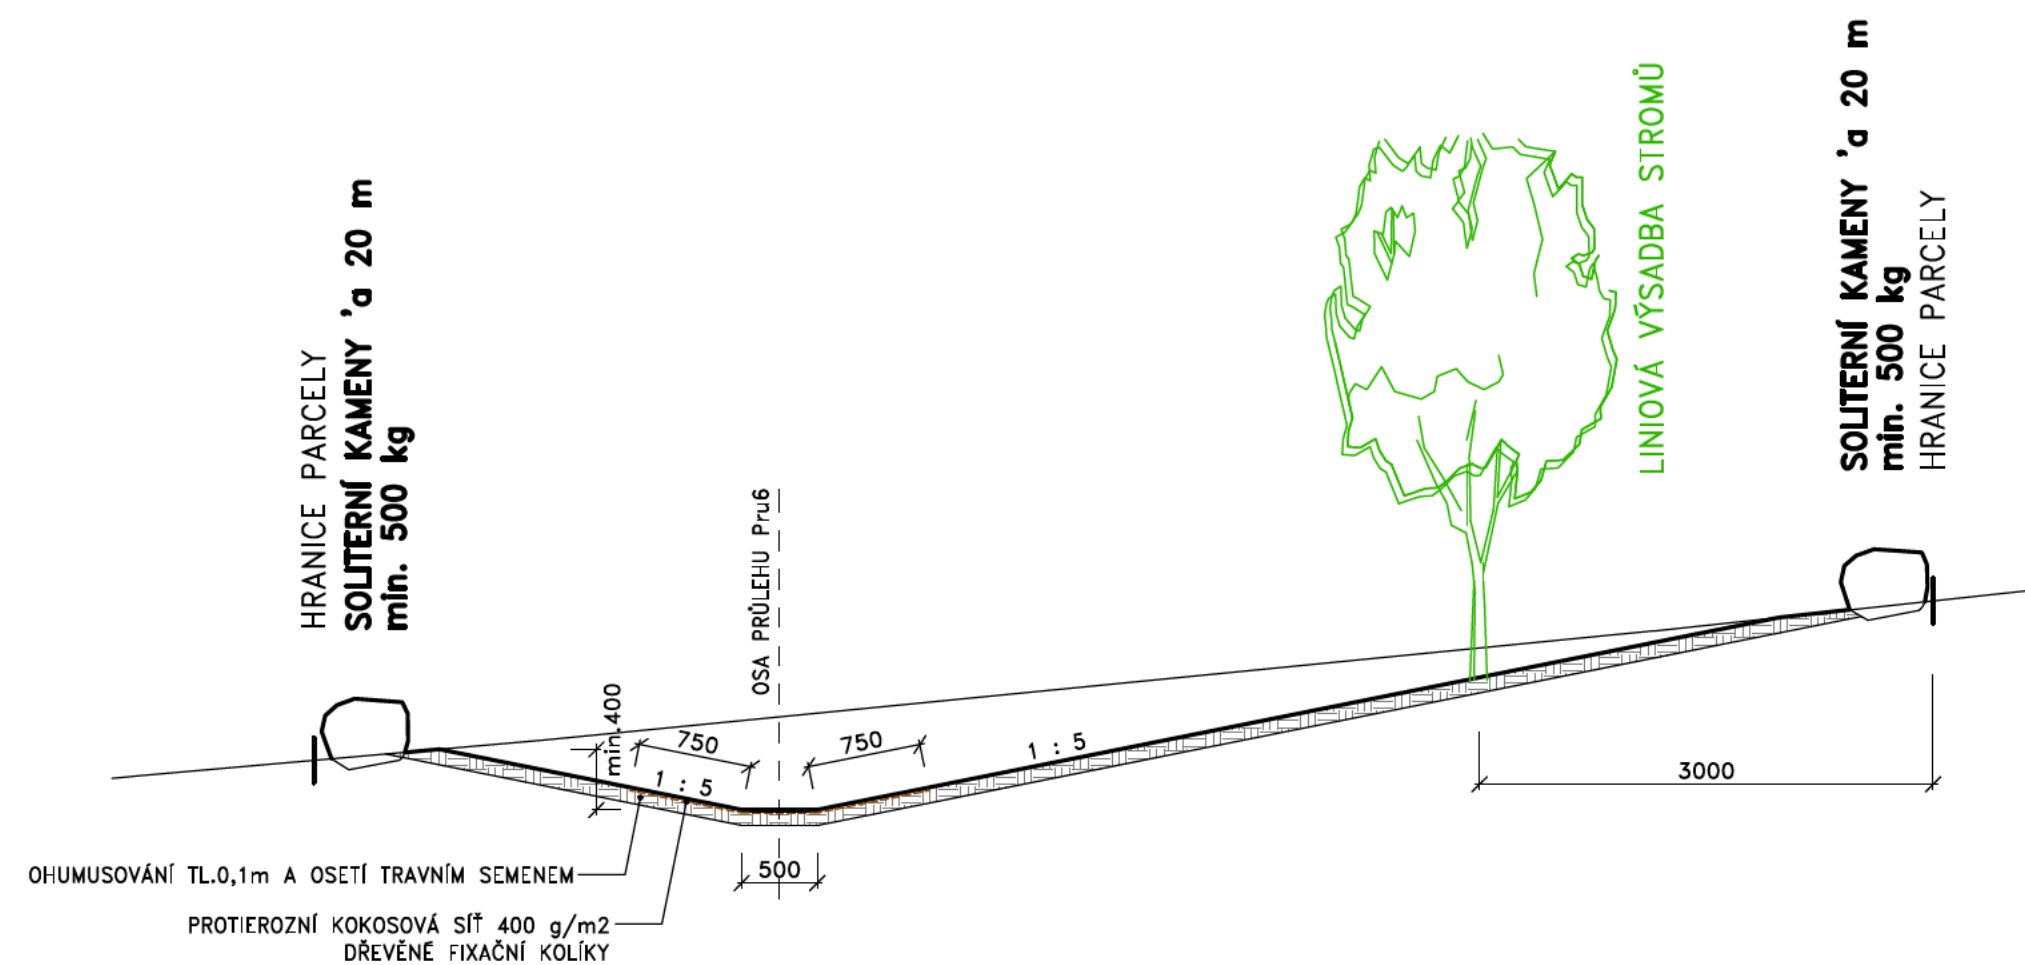 HRANICE PARCELY
SOLITERNÍ KAMENY 'a 20 m
min. 500 kg
OSA PRŮLEHU Pru6
LINIOVÁ VÝSADBA STROMŮ
SOLITERNÍ KAMENY 'a 20 m
min. 500 kg
HRANICE PARCELY
min.400
750
750
1 : 5
1 : 5
3000
500
OHUMUSOVÁNÍ TL.0,1m A OSETÍ TRAVNÍM SEMENEM
PROTIEROZNÍ KOKOSOVÁ SÍŤ 400 g/m2
DŘEVĚNÉ FIXAČNÍ KOLÍKY